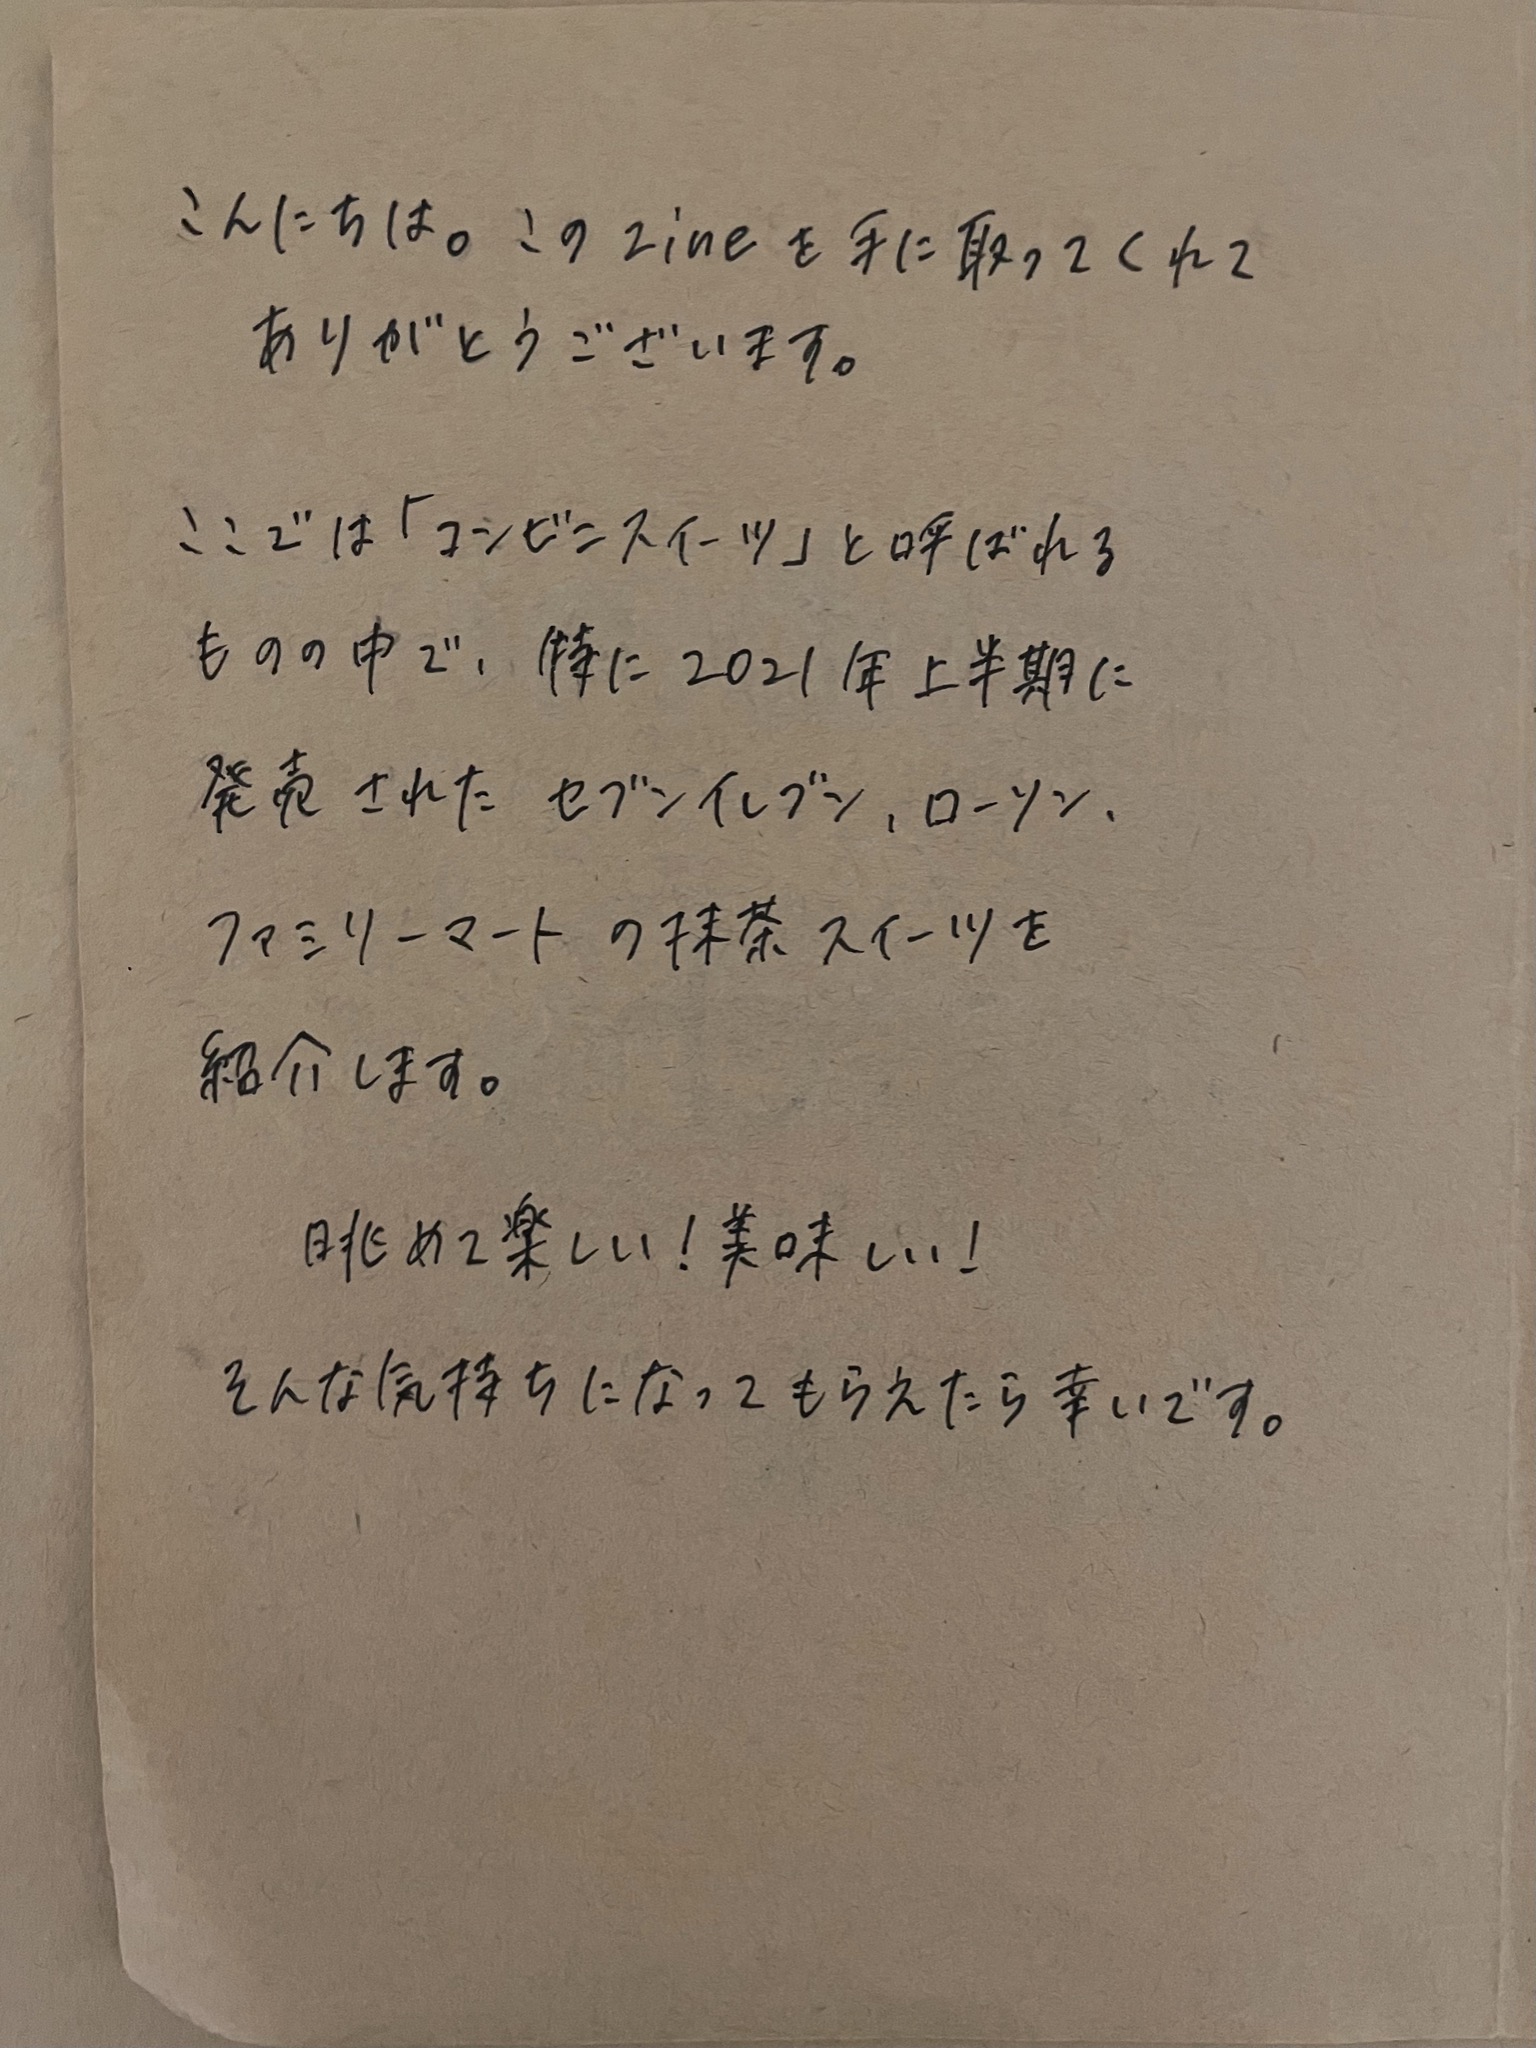 こんにちは。このzineを手に取ってくれて
ありがとうございます。
ここでは「コンビニスイーツ」と呼ばれる
ものの中で、特に2021年上半期に
発売された セブンイレブン、ローソン、
ファミリーマートの抹茶スイーツを
紹介します。
眺めて楽しい!美味しい!
そんな気持ちになってもらえたら幸いです。